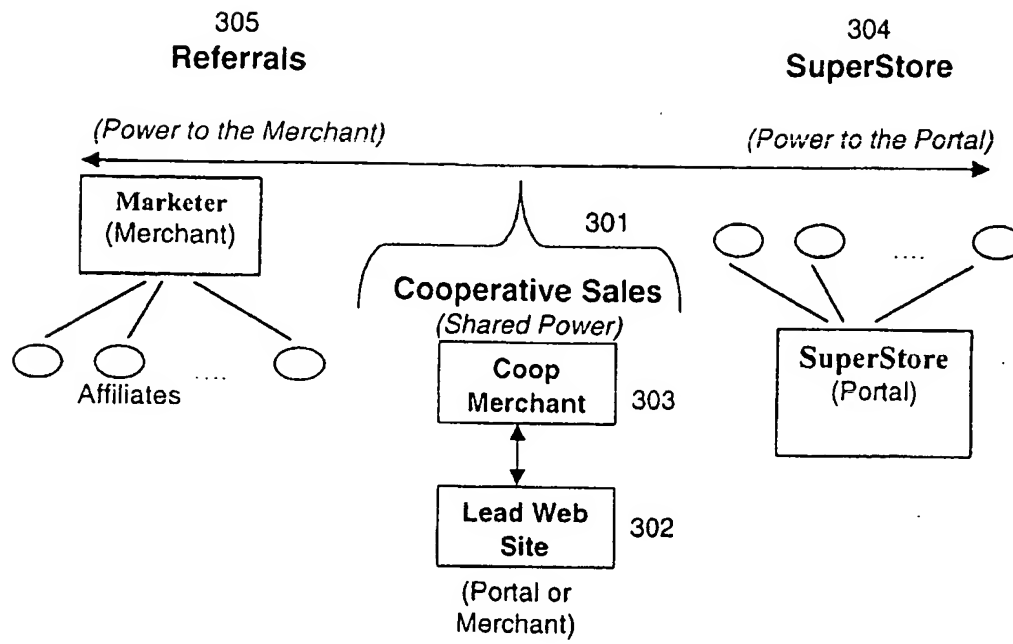 305
Referrals
304
SuperStore
(Power to the Merchant)
(Power to the Portal)
Marketer
(Merchant)
....
Affiliates
301
Cooperative Sales
(Shared Power)
Coop
Merchant
303
Lead Web
Site
302
(Portal or
Merchant)
....
SuperStore
(Portal)